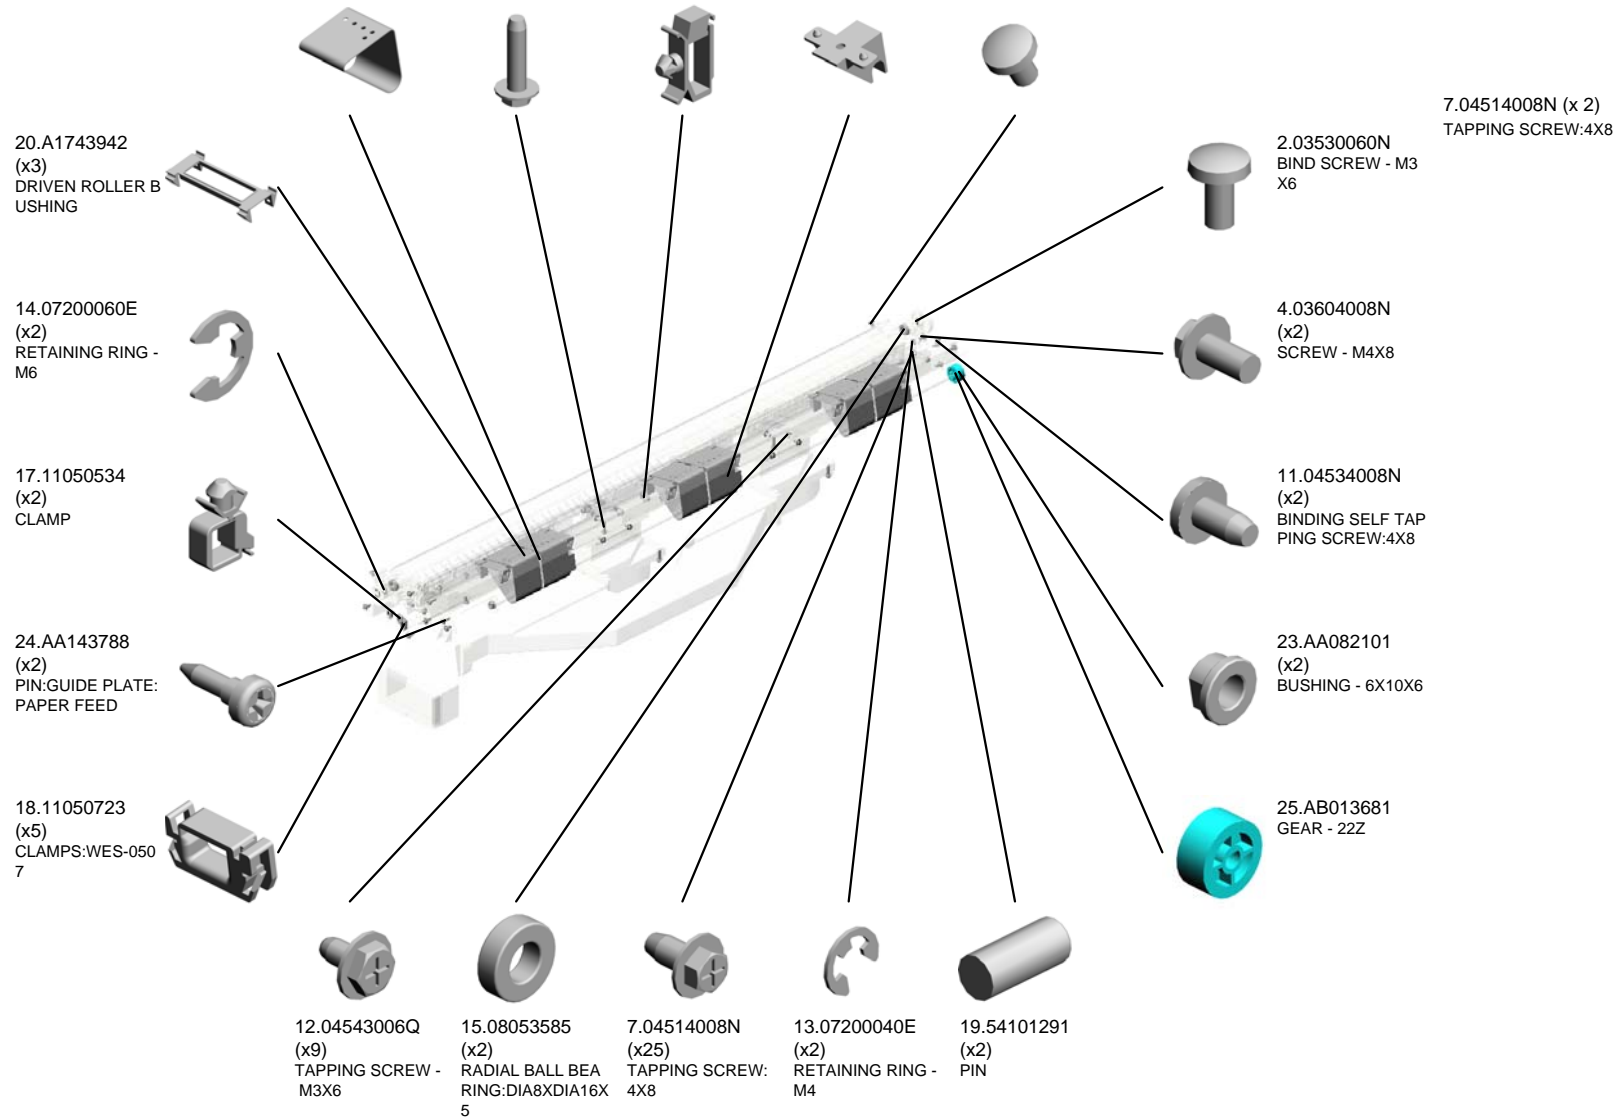 7.04514008N (x 2)
TAPPING SCREW:4X8
20.A1743942
(x3)
DRIVEN ROLLER B
USHING
2.03530060N
BIND SCREW - M3
X6
14.07200060E
(x2)
RETAINING RING -
M6
4.03604008N
(x2)
SCREW - M4X8
17.11050534
(x2)
CLAMP
11.04534008N
(x2)
BINDING SELF TAP
PING SCREW:4X8
24.AA143788
(x2)
PIN:GUIDE PLATE:
PAPER FEED
23.AA082101
(x2)
BUSHING - 6X10X6
18.11050723
(x5)
CLAMPS:WES-050
7
25.AB013681
GEAR - 22Z
12.04543006Q
(x9)
TAPPING SCREW -
M3X6
15.08053585
(x2)
RADIAL BALL BEA
RING:DIA8XDIA16X
5
7.04514008N
(x25)
TAPPING SCREW:
4X8
13.07200040E
(x2)
RETAINING RING -
M4
19.54101291
(x2)
PIN